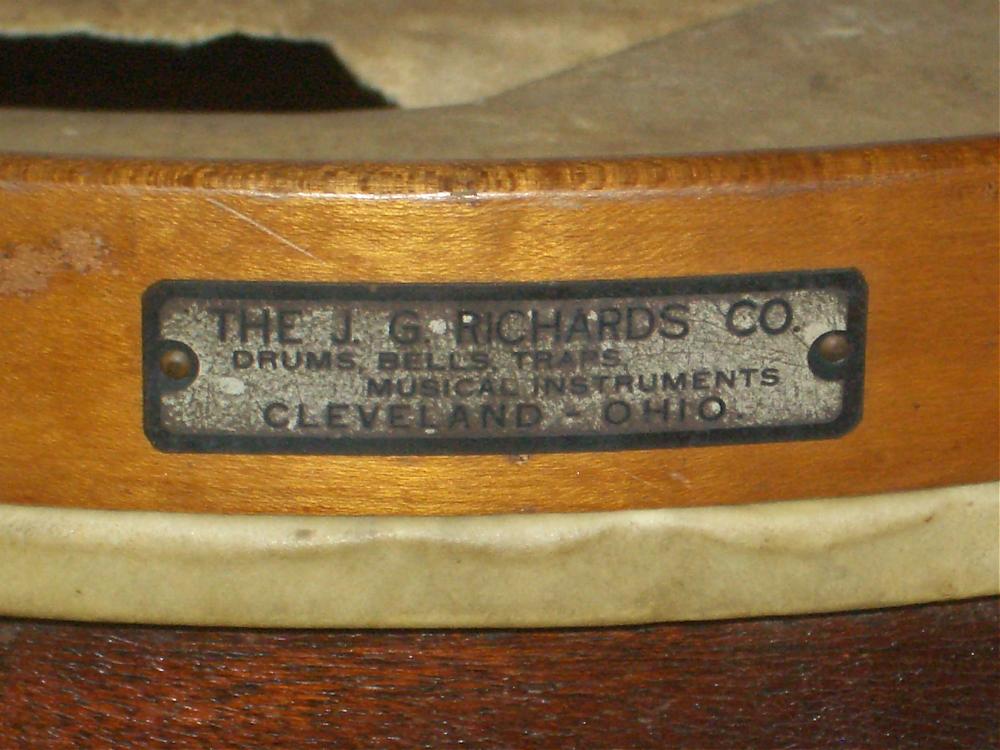 THE J. G. RICHARDS CO.
DRUMS, BELLS, TRAPS,
MUSICAL INSTRUMENTS
CLEVELAND - OHIO.